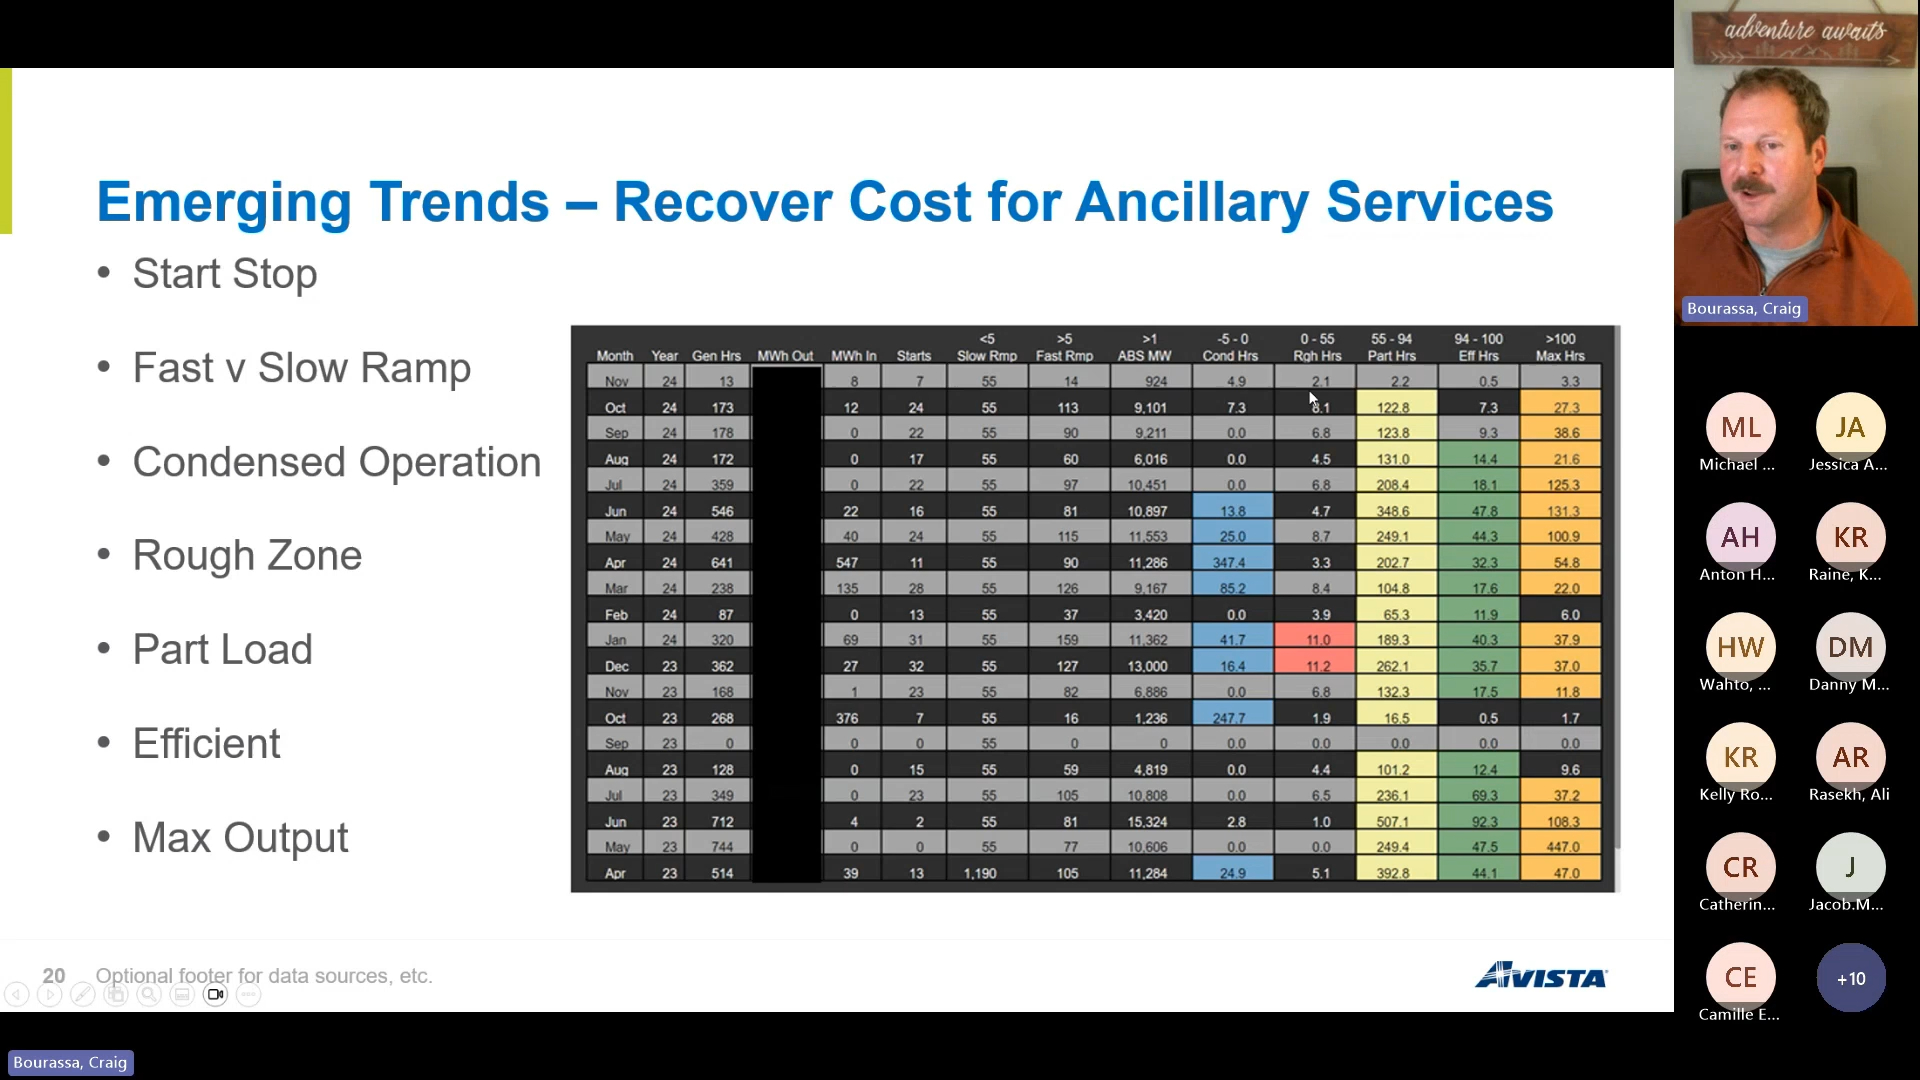 adventure awaits
Bourassa, Craig
Emerging Trends – Recover Cost for Ancillary Services
• Start Stop
• Fast v Slow Ramp
• Condensed Operation
• Rough Zone
• Part Load
• Efficient
• Max Output
<5 >5 >1 -5 - 0 0 - 55 55 - 94 94 - 100 >100
Month Year Gen Hrs MWh Out MWh In Starts Slow Rmp Fast Rmp ABS MW Cond Hrs Rgh Hrs Part Hrs Eff Hrs Max Hrs
Nov 24 13 8 7 55 14 924 4.9 2.1 2.2 0.5 3.3
Oct 24 173 12 24 55 113 9,101 7.3 8.1 122.8 7.3 27.3
Sep 24 178 0 22 55 90 9,211 0.0 6.8 123.8 9.3 38.6
Aug 24 172 0 17 55 60 6,016 0.0 4.5 131.0 14.4 21.6
Jul 24 359 0 22 55 97 10,451 0.0 6.8 208.4 18.1 125.3
Jun 24 546 22 16 55 81 10,897 13.8 4.7 348.6 47.8 131.3
May 24 428 40 24 55 115 11,553 25.0 8.7 249.1 44.3 100.9
Apr 24 641 547 11 55 90 11,286 347.4 3.3 202.7 32.3 54.8
Mar 24 238 135 28 55 126 9,167 85.2 8.4 104.8 17.6 22.0
Feb 24 87 0 13 55 37 3,420 0.0 3.9 65.3 11.9 6.0
Jan 24 320 69 31 55 159 11,362 41.7 11.0 189.3 40.3 37.9
Dec 23 362 27 32 55 127 13,000 16.4 11.2 262.1 35.7 37.0
Nov 23 168 1 23 55 82 6,886 0.0 6.8 132.3 17.5 11.8
Oct 23 268 376 7 55 16 1,236 247.7 1.9 16.5 0.5 1.7
Sep 23 0 0 0 55 0 0 0.0 0.0 0.0 0.0 0.0
Aug 23 128 0 15 55 59 4,819 0.0 4.4 101.2 12.4 9.6
Jul 23 349 0 23 55 105 10,808 0.0 6.5 236.1 69.3 37.2
Jun 23 712 4 2 55 81 15,324 2.8 1.0 507.1 92.3 108.3
May 23 744 0 0 55 77 10,606 0.0 0.0 249.4 47.5 447.0
Apr 23 514 39 13 1,190 105 11,284 24.9 5.1 392.8 44.1 47.0
20 Optional footer for data sources, etc.
AVISTA
ML JA
Michael ... Jessica A...
AH KR
Anton H... Raine, K...
HW DM
Wahto, ... Danny M...
KR AR
Kelly Ro... Rasekh, Ali
CR J
Catherin... Jacob.M...
CE +10
Camille E...
Bourassa, Craig